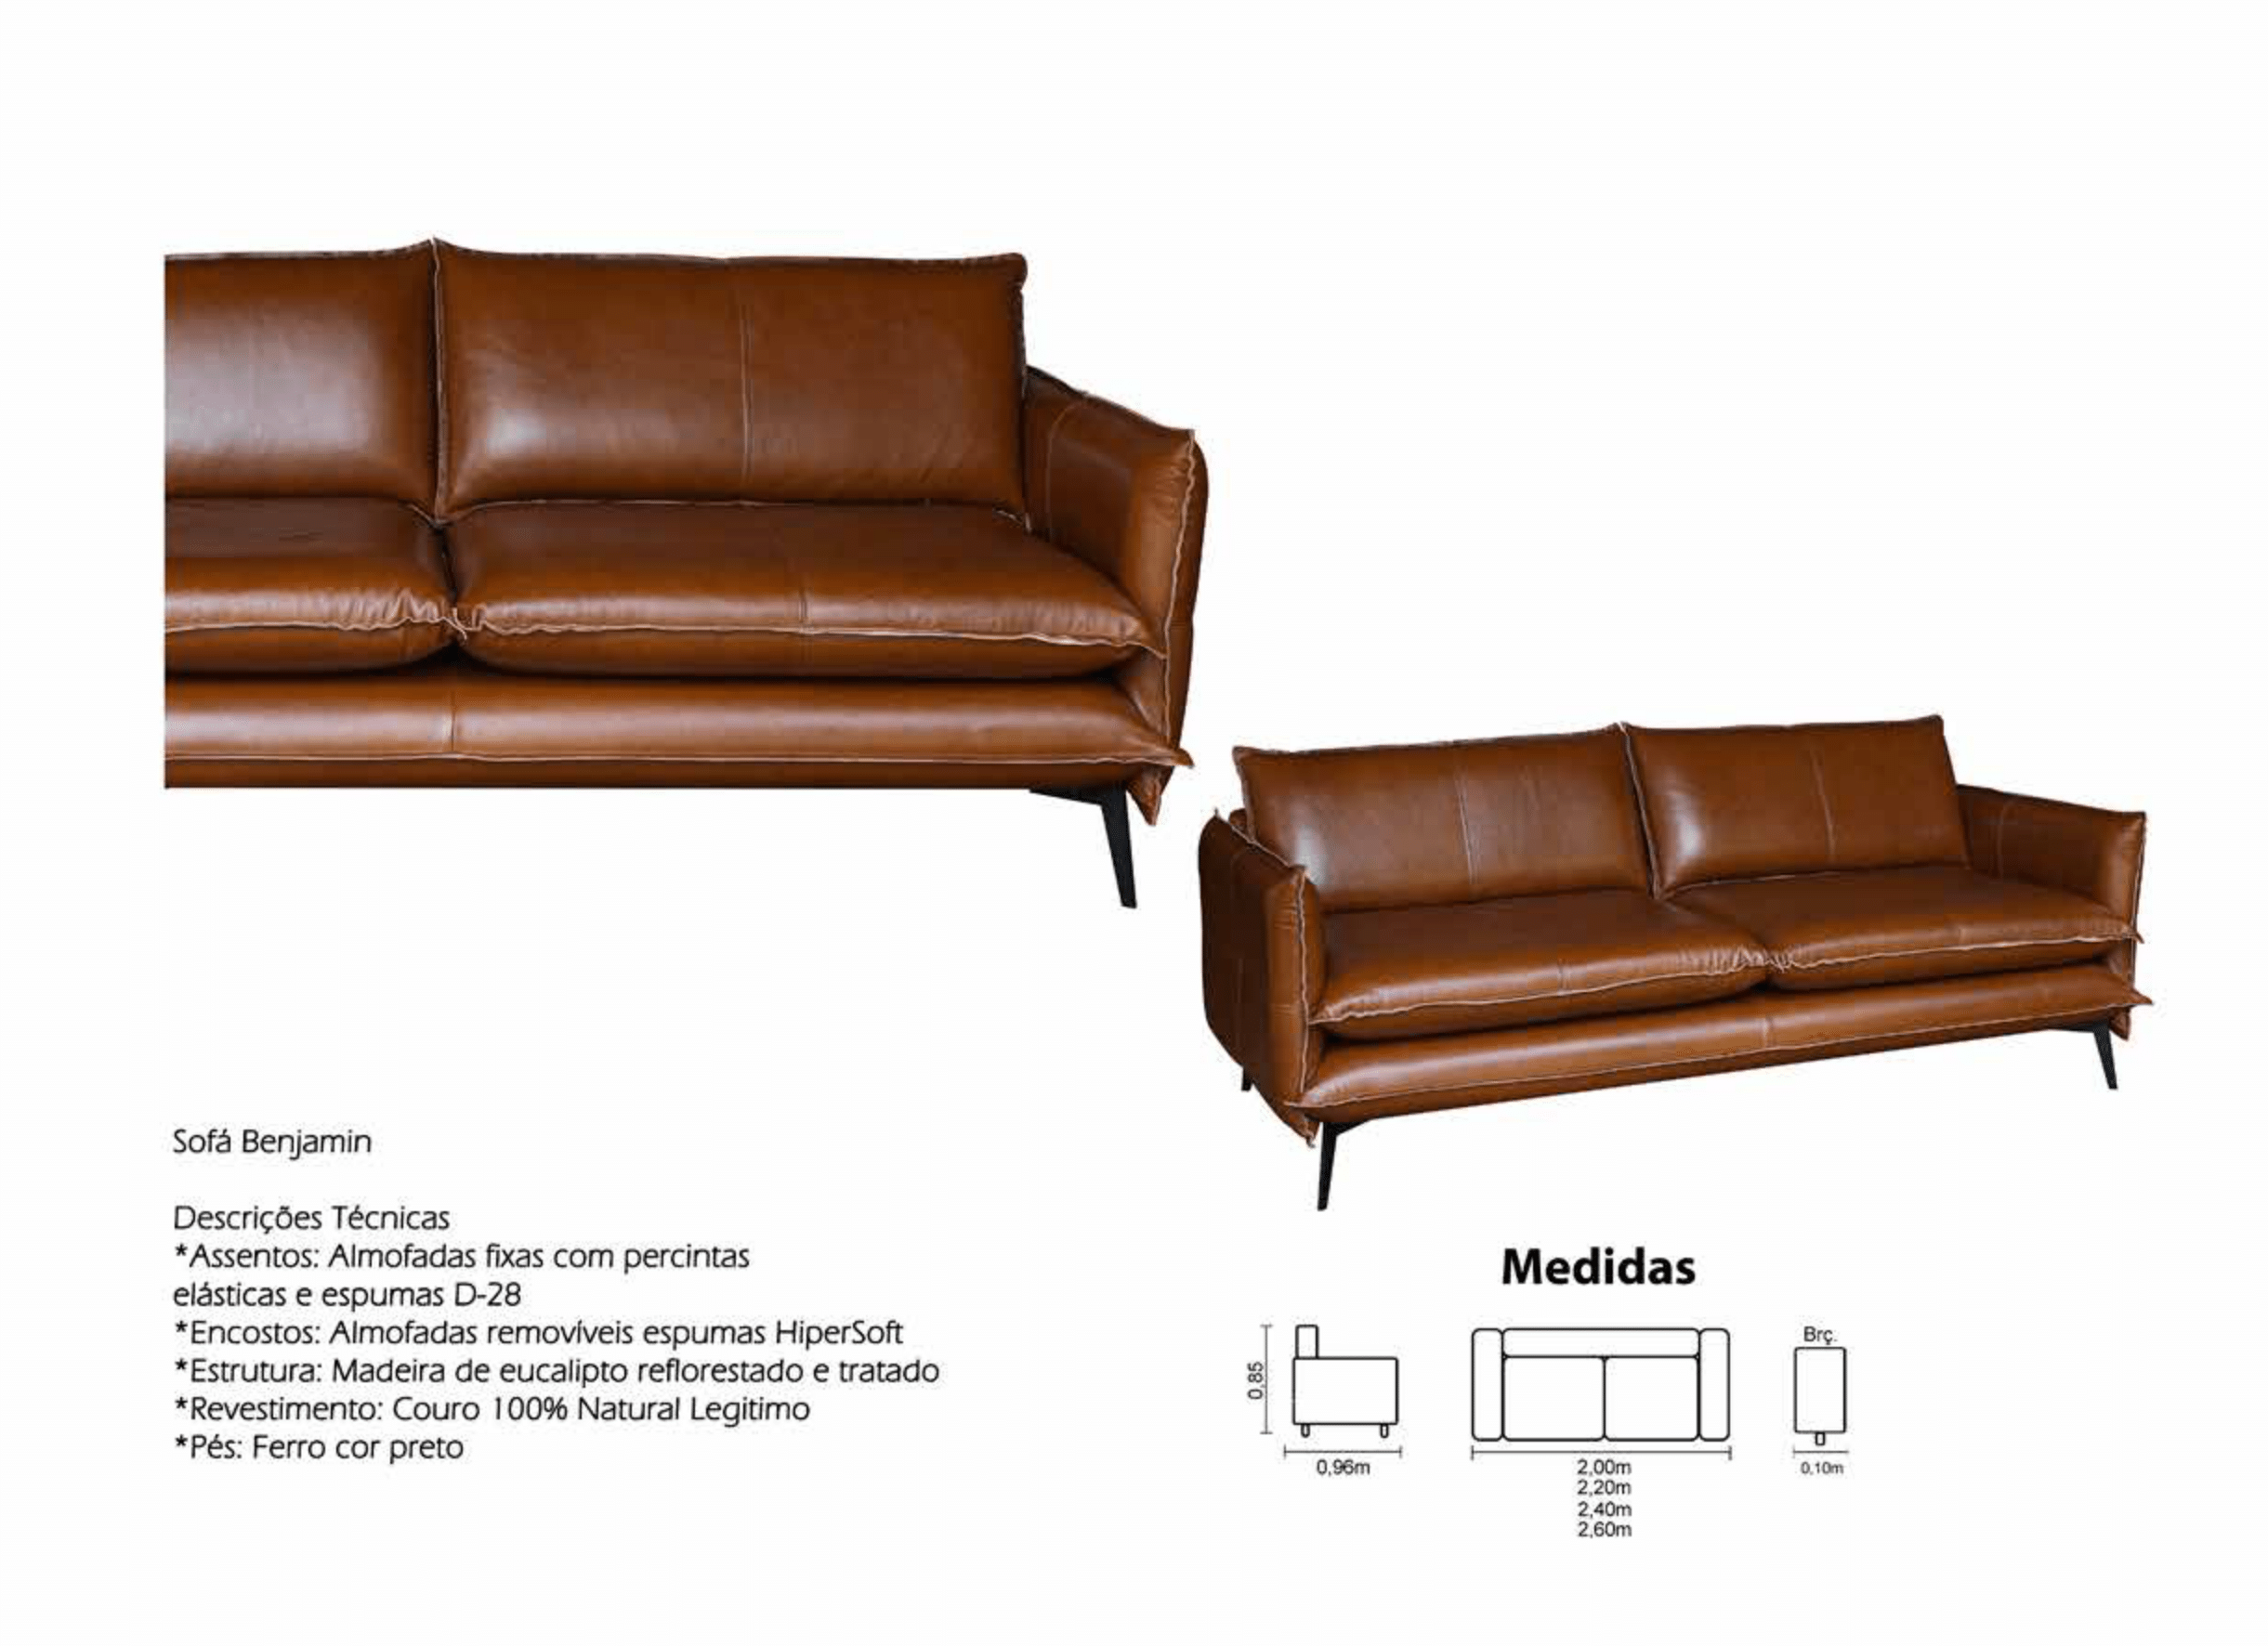 Sofá Benjamin
Descrições Técnicas
*Assentos: Almofadas fixas com percintas
elásticas e espumas D-28
*Encostos: Almofadas removíveis espumas HiperSoft
*Estrutura: Madeira de eucalipto reflorestado e tratado
*Revestimento: Couro 100% Natural Legitimo
*Pés: Ferro cor preto
Medidas
0,85
0,96m
2,00m
2,20m
2,40m
2,60m
Brç.
0,10m